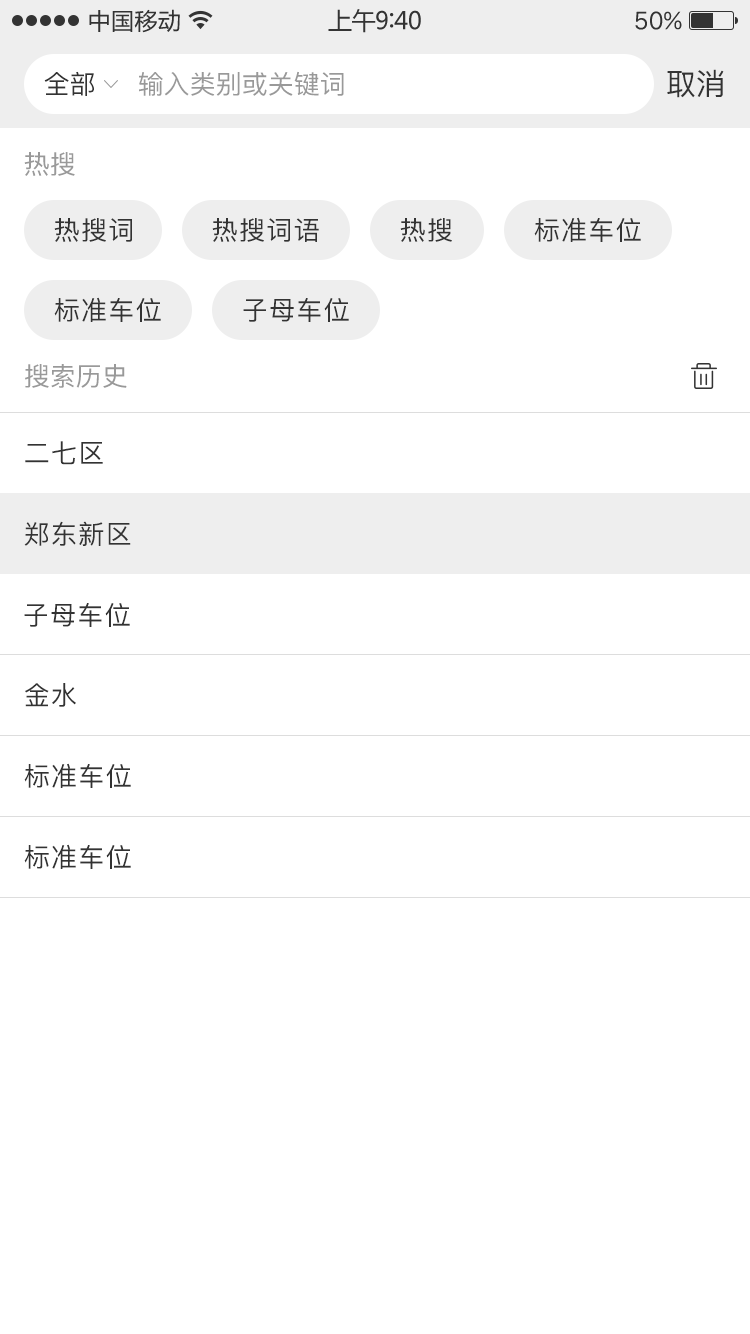 中国移动 上午9:40 50%
全部 输入类别或关键词 取消
热搜
热搜词 热搜词语 热搜 标准车位
标准车位 子母车位
搜索历史
二七区
郑东新区
子母车位
金水
标准车位
标准车位